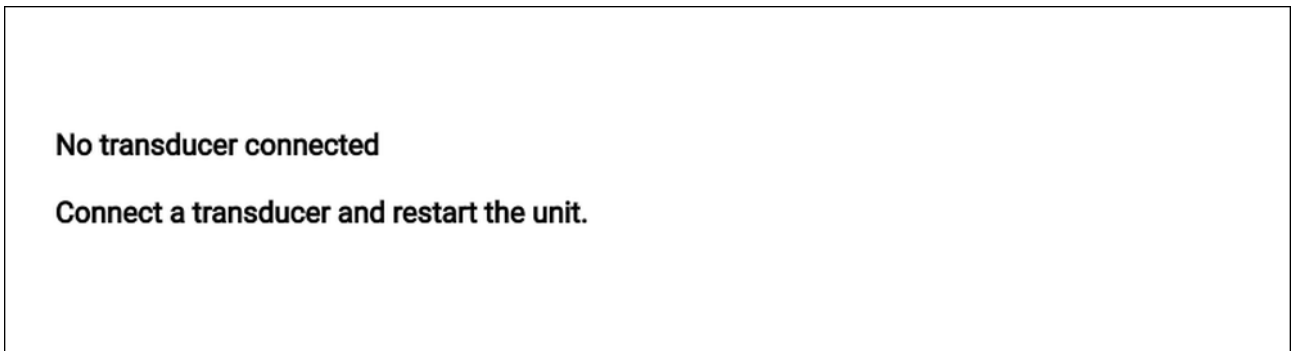 No transducer connected
Connect a transducer and restart the unit.